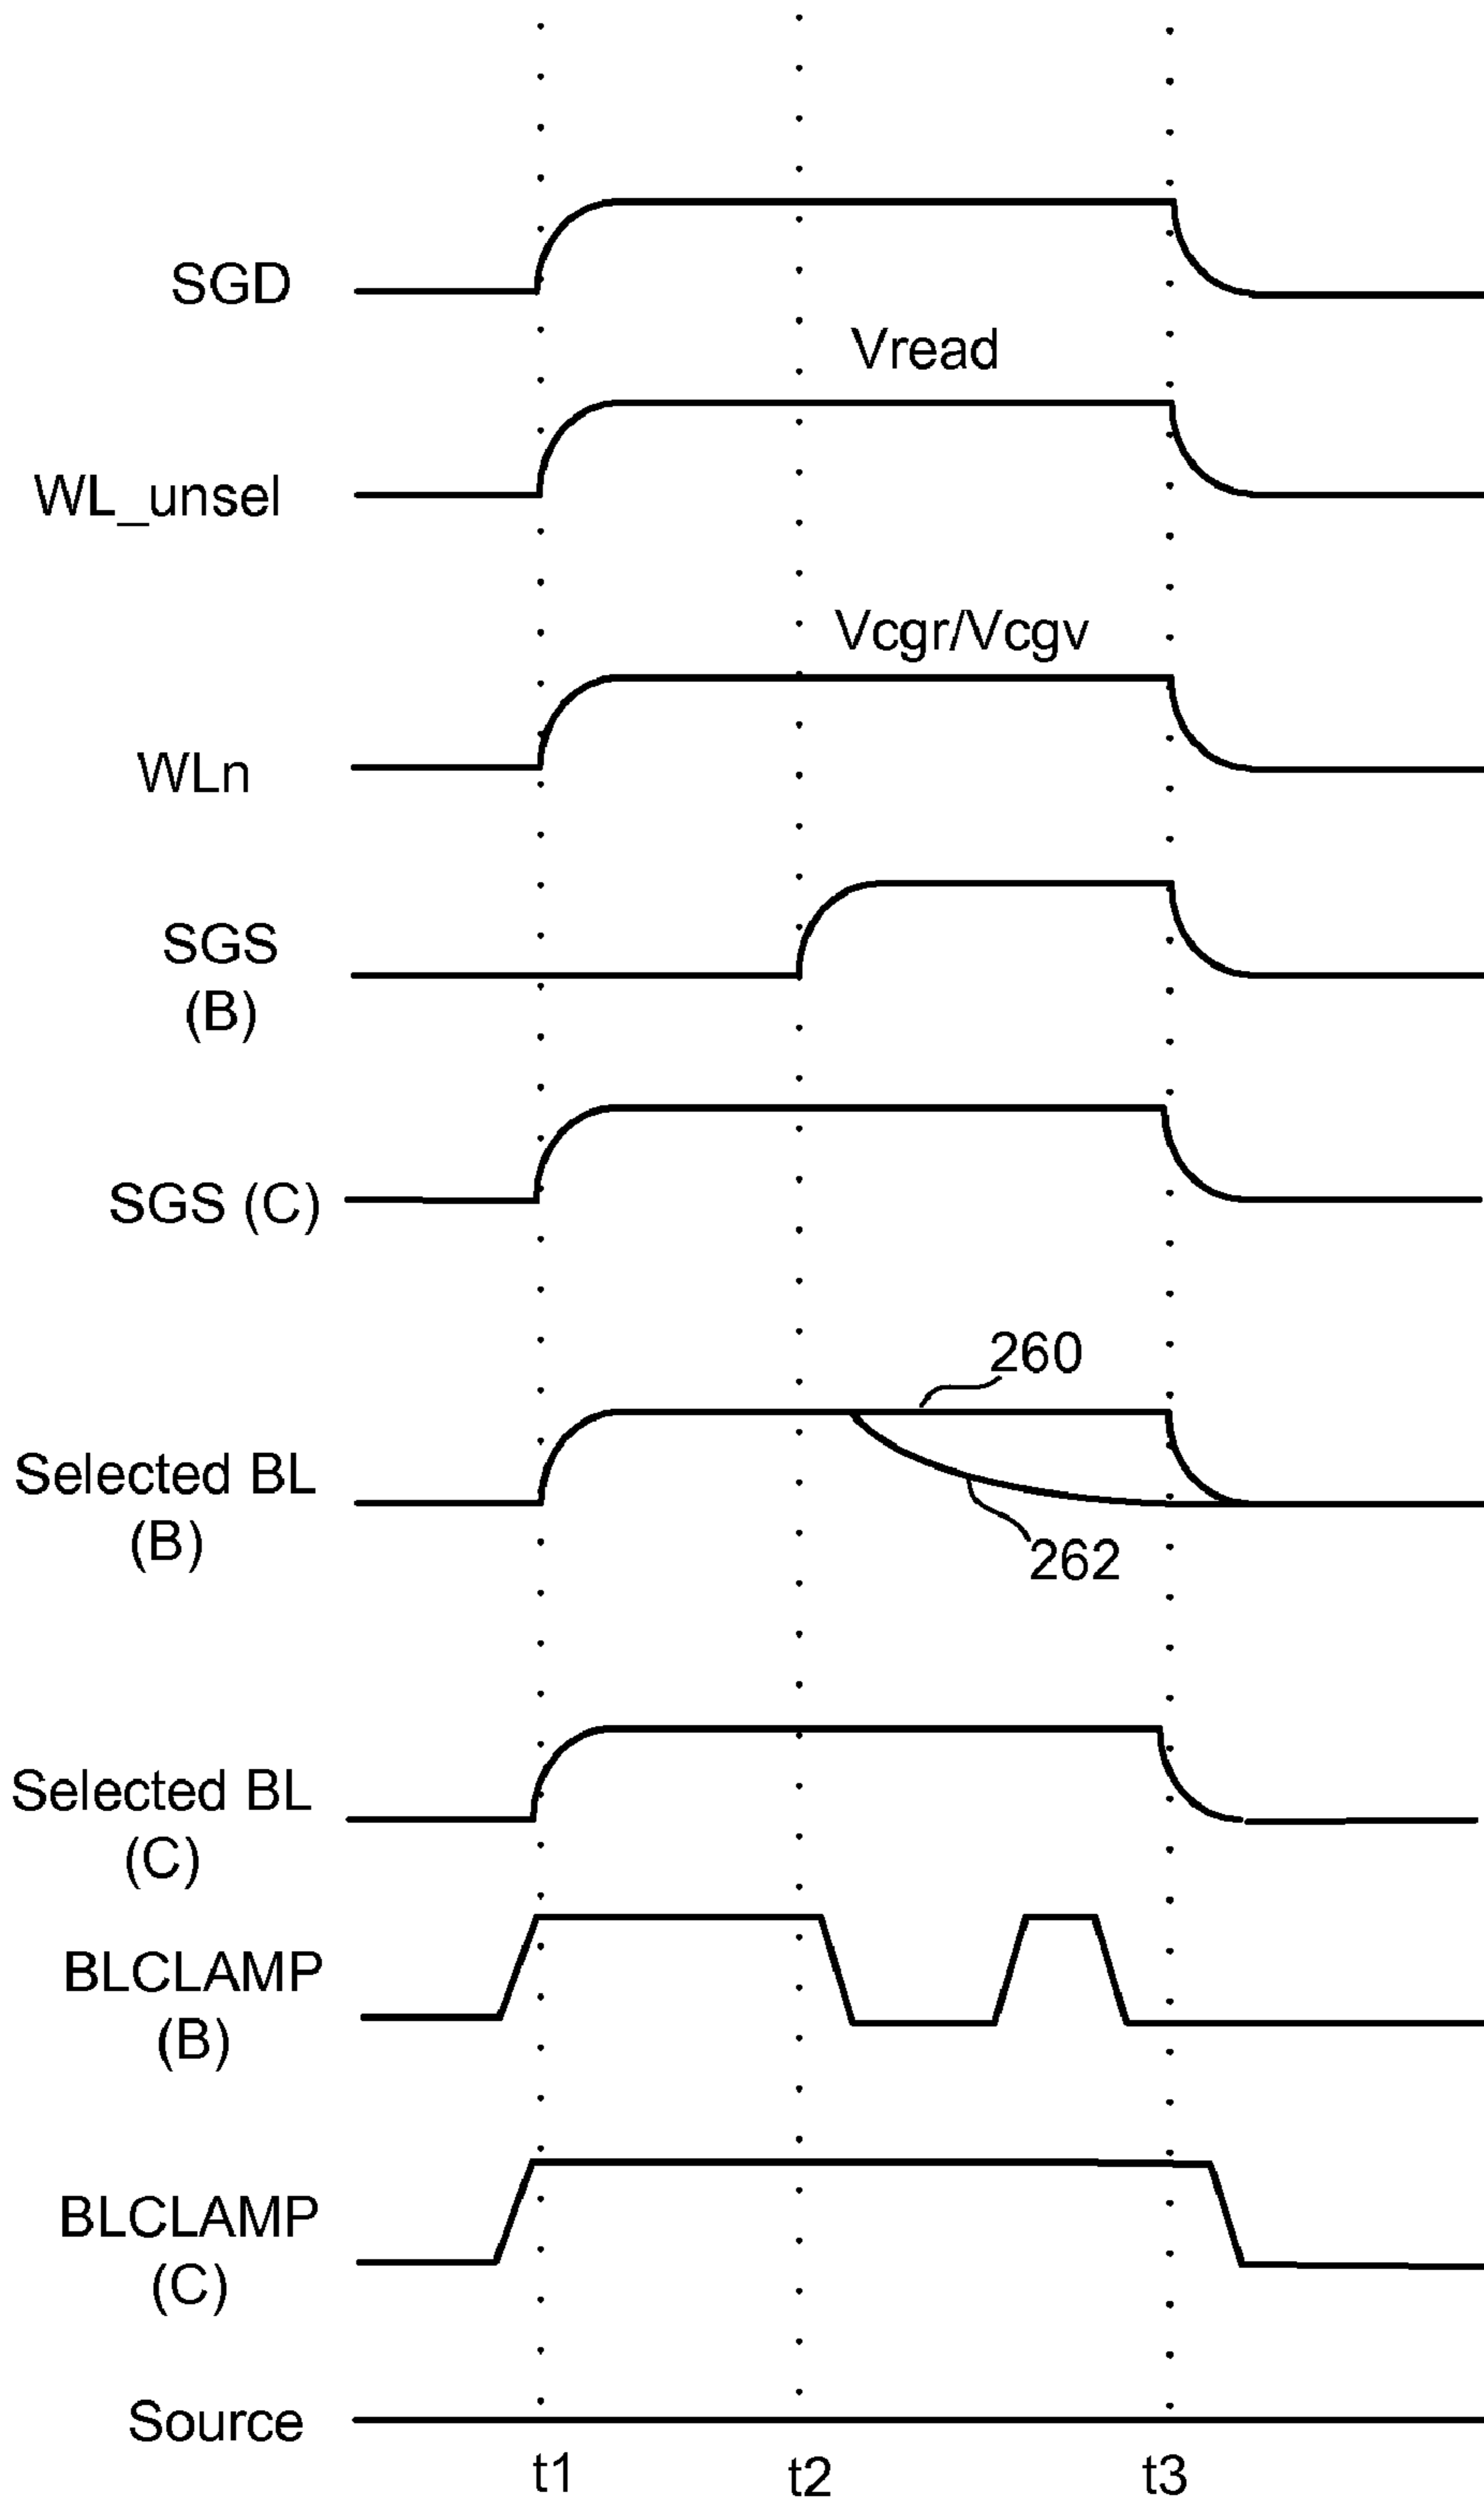 SGD
Vread
WL_unsel
Vcgr/Vcgv
WLn
SGS
(B)
SGS (C)
260
Selected BL
(B)
262
Selected BL
(C)
BLCLAMP
(B)
BLCLAMP
(C)
Source
t1 t2 t3